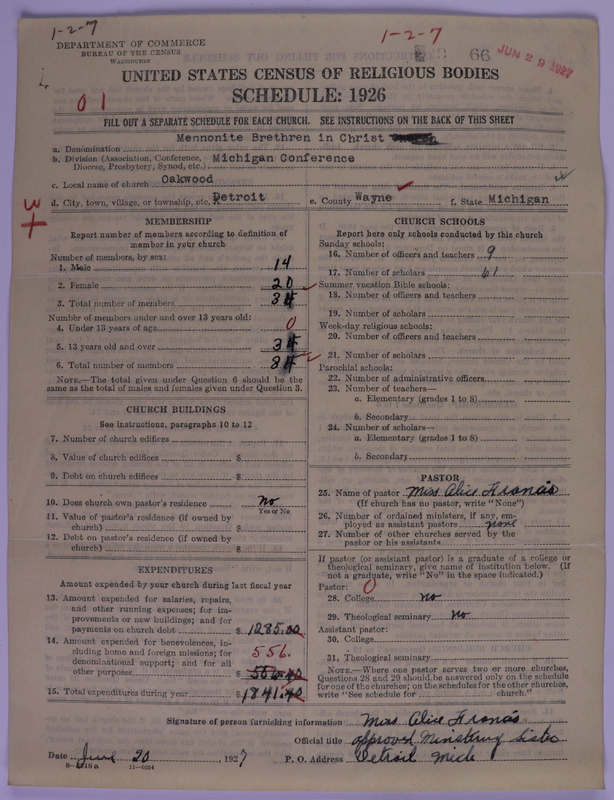 1-2-7
1-2-7
DEPARTMENT OF COMMERCE
BUREAU OF THE CENSUS
WASHINGTON
66
JUN 29 1927
UNITED STATES CENSUS OF RELIGIOUS BODIES
01
SCHEDULE: 1926
FILL OUT A SEPARATE SCHEDULE FOR EACH CHURCH. SEE INSTRUCTIONS ON THE BACK OF THIS SHEET
a. Denomination Mennonite Brethren in Christ
b. Division (Association, Conference, Diocese, Presbytery, Synod, etc.) Michigan Conference
c. Local name of church Oakwood
d. City, town, village, or township, etc. Detroit e. County Wayne f. State Michigan
MEMBERSHIP
Report number of members according to definition of
member in your church
Number of members, by sex:
1. Male 14
2. Female 20
3. Total number of members 34
Number of members under and over 13 years old:
4. Under 13 years of age 0
5. 13 years old and over 34
6. Total number of members 34
NOTE.—The total given under Question 6 should be
same as the total of males and females given under Question 3.
CHURCH BUILDINGS
See instructions, paragraphs 10 to 12
7. Number of church edifices
8. Value of church edifices $
9. Debt on church edifices $
10. Does church own pastor's residence No
Yes or No
11. Value of pastor's residence (if owned by
church) $
12. Debt on pastor's residence (if owned by
church) $
EXPENDITURES
Amount expended by your church during last fiscal year
13. Amount expended for salaries, repairs,
and other running expenses; for im-
provements or new buildings; and for
payments on church debt $ 1285.00
14. Amount expended for benevolences, in-
cluding home and foreign missions; for 556.
denominational support; and for all
other purposes $ 556.40
15. Total expenditures during year $ 1841.40
CHURCH SCHOOLS
Report here only schools conducted by this church
Sunday schools:
16. Number of officers and teachers 9
17. Number of scholars 61
Summer vacation Bible schools:
18. Number of officers and teachers
19. Number of scholars
Week-day religious schools:
20. Number of officers and teachers
21. Number of scholars
Parochial schools:
22. Number of administrative officers
23. Number of teachers—
a. Elementary (grades 1 to 8)
b. Secondary
24. Number of scholars—
a. Elementary (grades 1 to 8)
b. Secondary
PASTOR
25. Name of pastor Miss Alice Francis
(If church has no pastor, write "None")
26. Number of ordained ministers, if any, em-
ployed as assistant pastors none
27. Number of other churches served by the
pastor or his assistants
If pastor (or assistant pastor) is a graduate of a college or
theological seminary, give name of institution below. (If
not a graduate, write "No" in the space indicated.)
Pastor: 0
28. College no
29. Theological seminary No
Assistant pastor:
30. College
31. Theological seminary
NOTE.—Where one pastor serves two or more churches,
Questions 28 and 29 should be answered only on the schedule
for one of the churches; on the schedules for the other churches,
write "See schedule for church."
Signature of person furnishing information Miss Alice Francis
Official title approved Ministring Sister
Date June 20 1927 P. O. Address Detroit Mich
11—9034